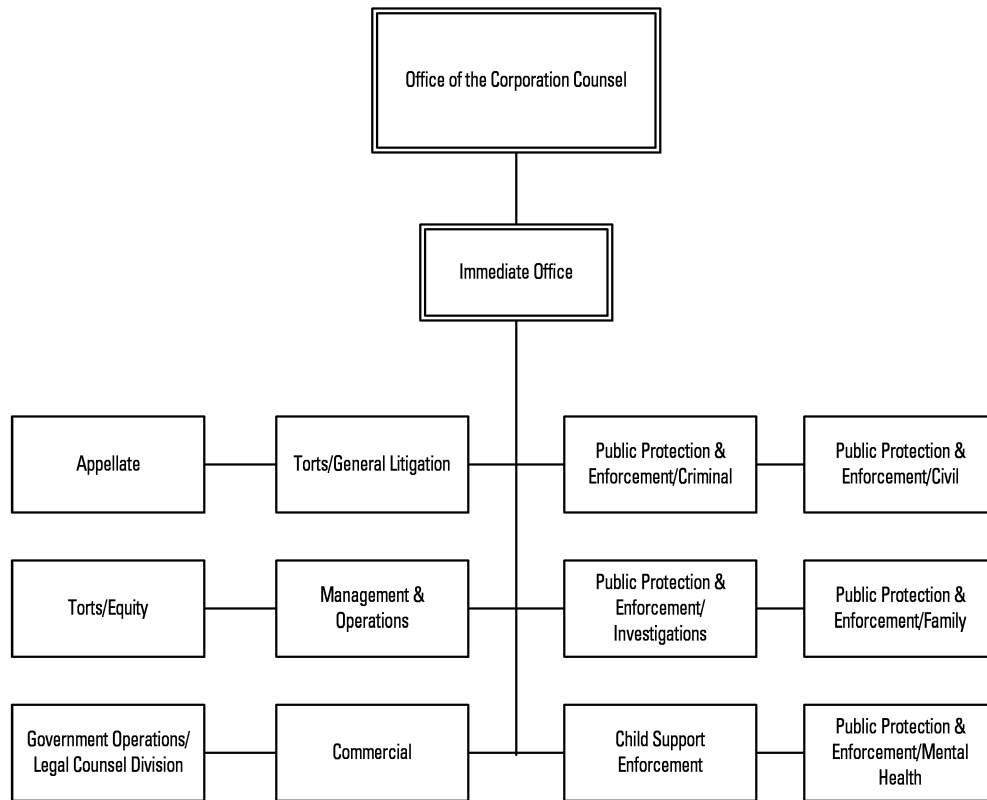 Office of the Corporation Counsel
Immediate Office
Appellate
Torts/General Litigation
Public Protection &
Enforcement/Criminal
Public Protection &
Enforcement/Civil
Torts/Equity
Management &
Operations
Public Protection &
Enforcement/
Investigations
Public Protection &
Enforcement/Family
Government Operations/
Legal Counsel Division
Commercial
Child Support
Enforcement
Public Protection &
Enforcement/Mental
Health